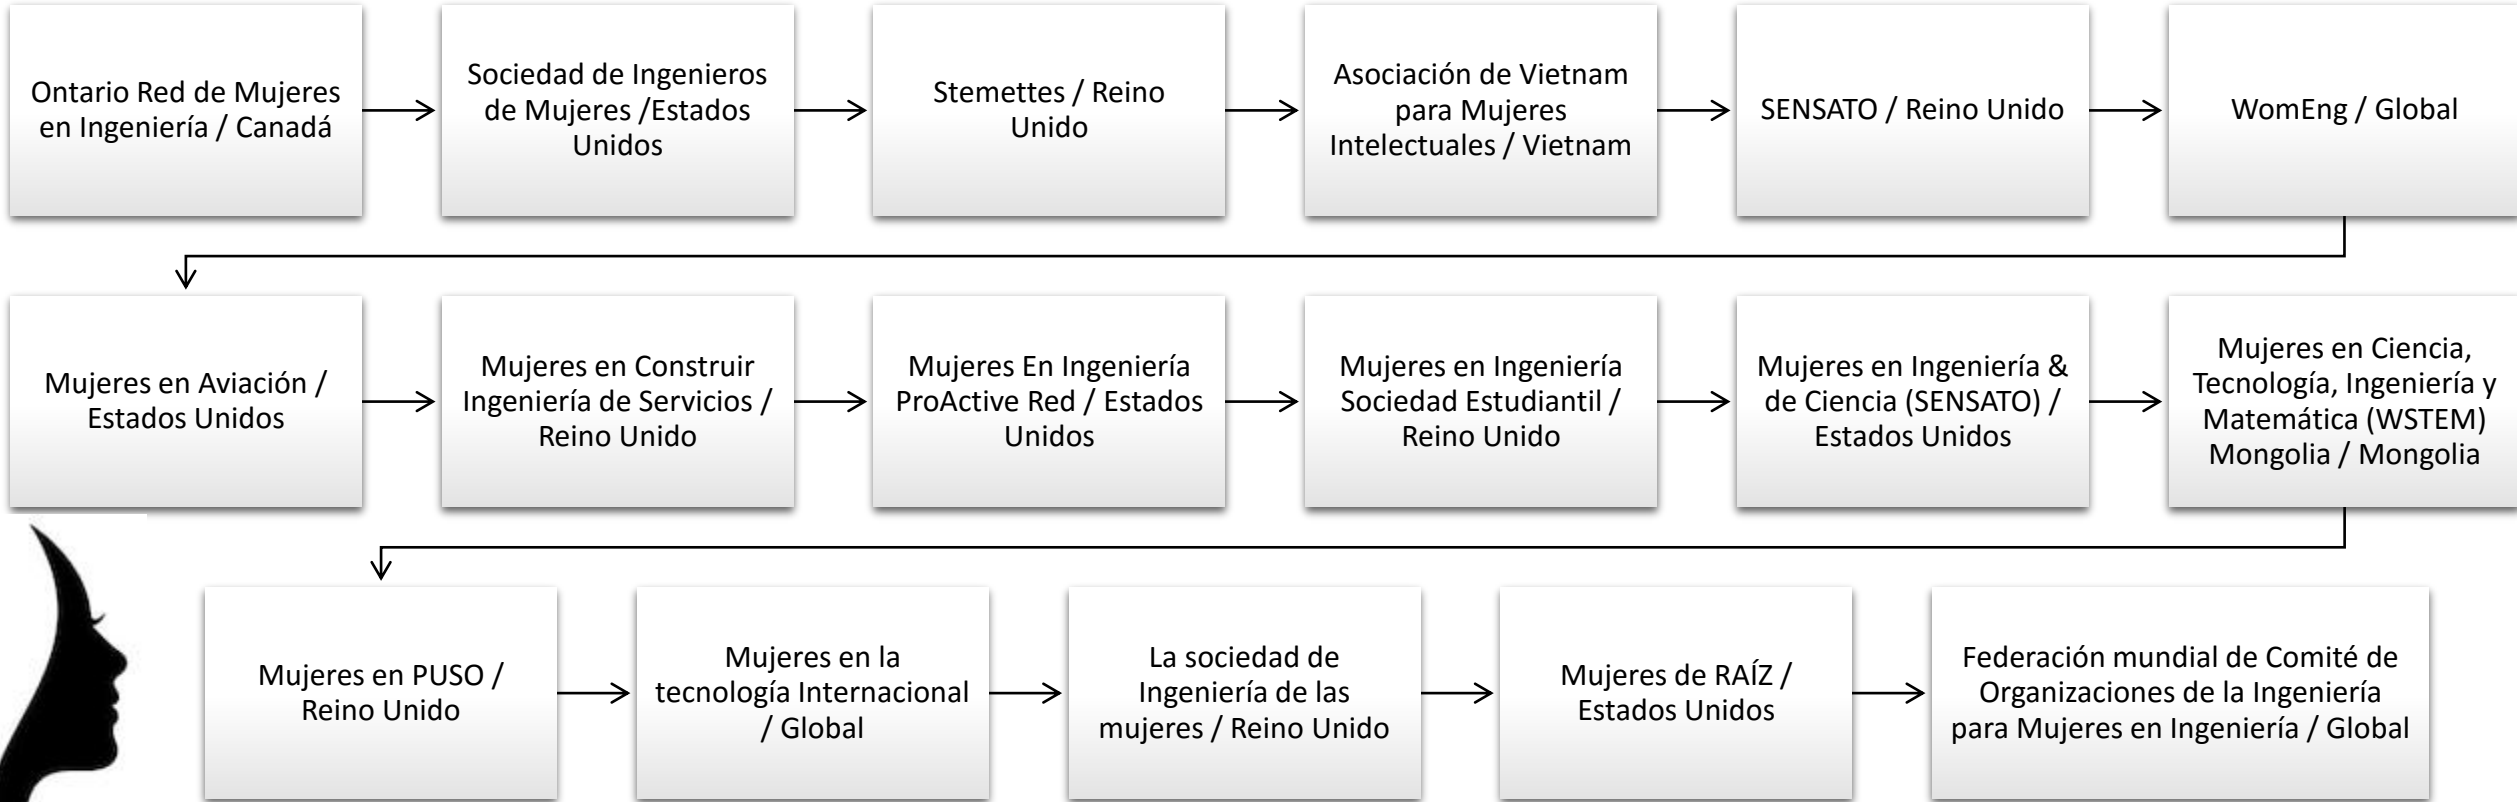 Ontario Red de Mujeres
en Ingeniería / Canadá
Sociedad de Ingenieros
de Mujeres /Estados
Unidos
Stemettes / Reino
Unido
Asociación de Vietnam
para Mujeres
Intelectuales / Vietnam
SENSATO / Reino Unido
WomEng / Global
Mujeres en Aviación /
Estados Unidos
Mujeres en Construir
Ingeniería de Servicios /
Reino Unido
Mujeres En Ingeniería
ProActive Red / Estados
Unidos
Mujeres en Ingeniería
Sociedad Estudiantil /
Reino Unido
Mujeres en Ingeniería &
de Ciencia (SENSATO) /
Estados Unidos
Mujeres en Ciencia,
Tecnología, Ingeniería y
Matemática (WSTEM)
Mongolia / Mongolia
Mujeres en PUSO /
Reino Unido
Mujeres en la
tecnología Internacional
/ Global
La sociedad de
Ingeniería de las
mujeres / Reino Unido
Mujeres de RAÍZ /
Estados Unidos
Federación mundial de Comité de
Organizaciones de la Ingeniería
para Mujeres en Ingeniería / Global